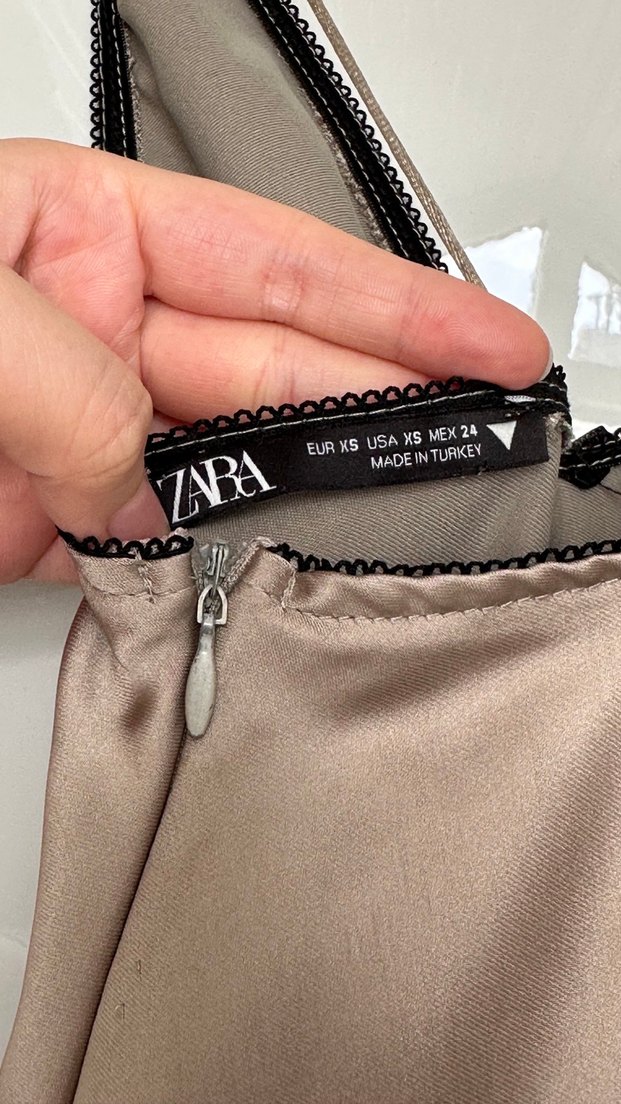 ZARA
EUR XS USA XS MEX 24
MADE IN TURKEY